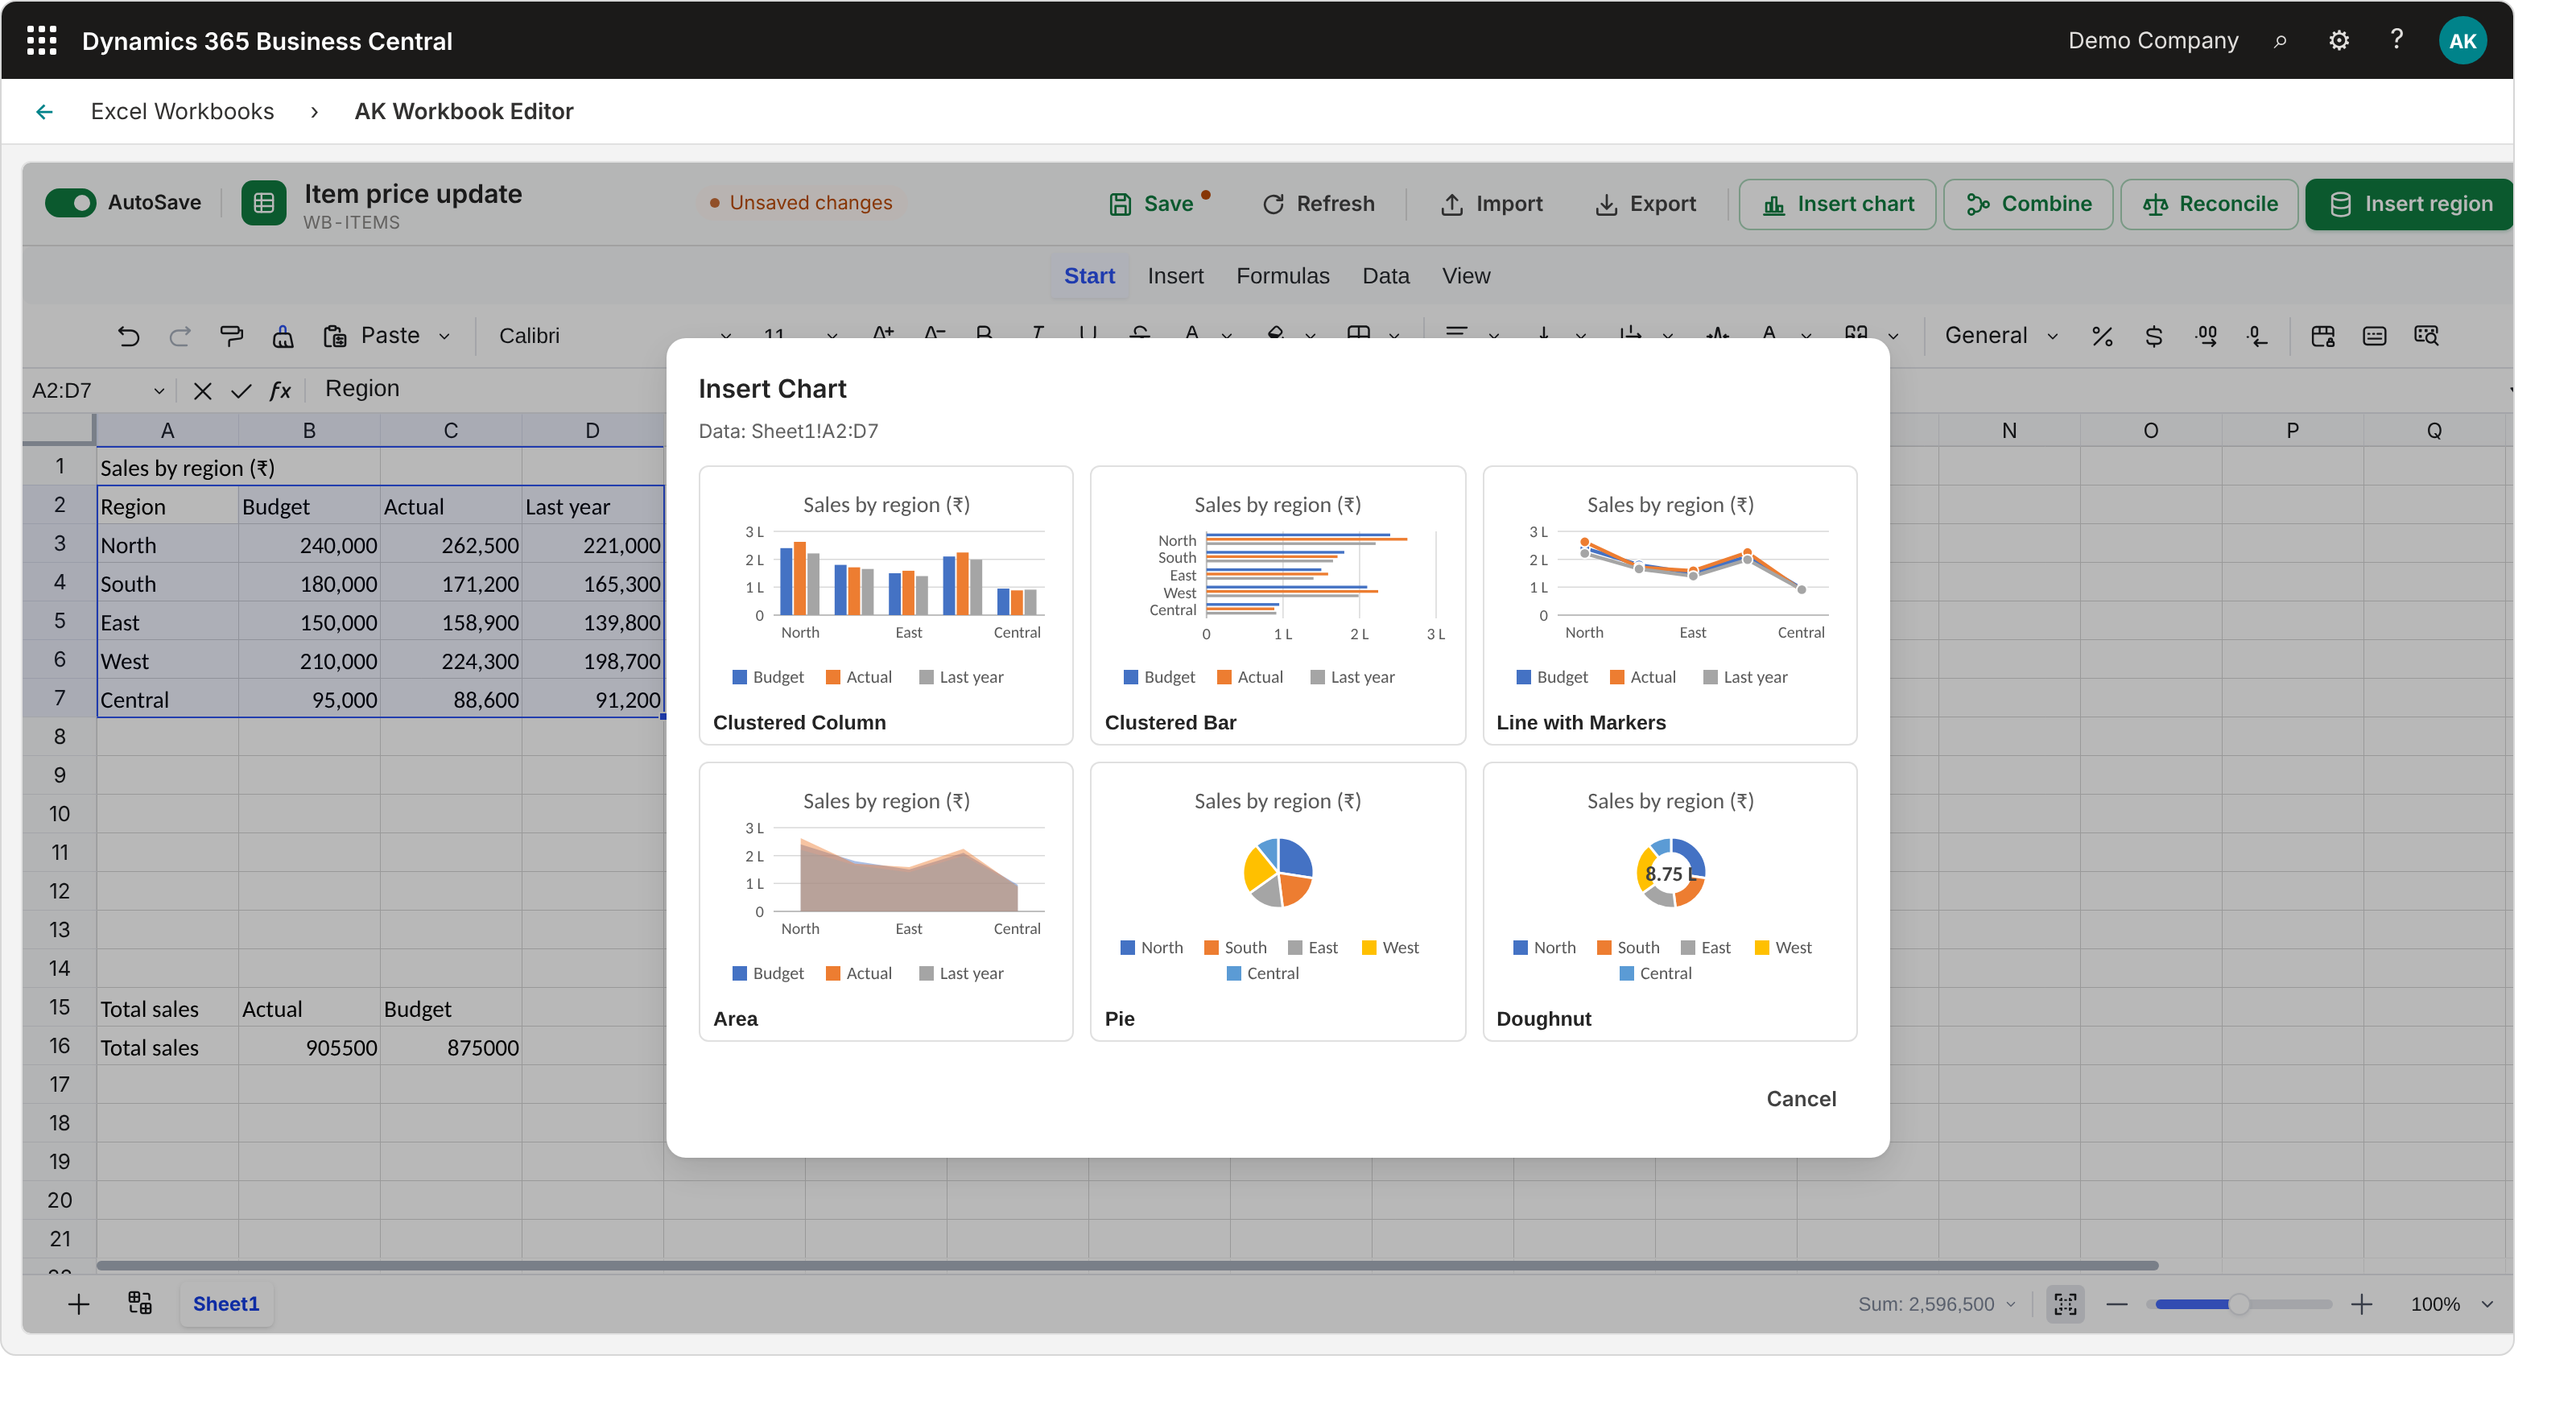 Dynamics 365 Business Central
Demo Company
?
AK
Excel Workbooks › AK Workbook Editor
AutoSave
Item price update
WB-ITEMS
Unsaved changes
Save
Refresh
Import
Export
Insert chart
Combine
Reconcile
Insert region
Start Insert Formulas Data View
Paste
Calibri
11
General
A2:D7
fx
Region
A B C D N O P Q
1 Sales by region (₹)
2 Region Budget Actual Last year
3 North 240,000 262,500 221,000
4 South 180,000 171,200 165,300
5 East 150,000 158,900 139,800
6 West 210,000 224,300 198,700
7 Central 95,000 88,600 91,200
8
9
10
11
12
13
14
15 Total sales Actual Budget
16 Total sales 905500 875000
17
18
19
20
21
Insert Chart
Data: Sheet1!A2:D7
Sales by region (₹)
3 L
2 L
1 L
0
North East Central
Budget Actual Last year
Clustered Column
Sales by region (₹)
North
South
East
West
Central
0 1 L 2 L 3 L
Budget Actual Last year
Clustered Bar
Sales by region (₹)
3 L
2 L
1 L
0
North East Central
Budget Actual Last year
Line with Markers
Sales by region (₹)
3 L
2 L
1 L
0
North East Central
Budget Actual Last year
Area
Sales by region (₹)
North South East West
Central
Pie
Sales by region (₹)
8.75 L
North South East West
Central
Doughnut
Cancel
Sheet1
Sum: 2,596,500
100%